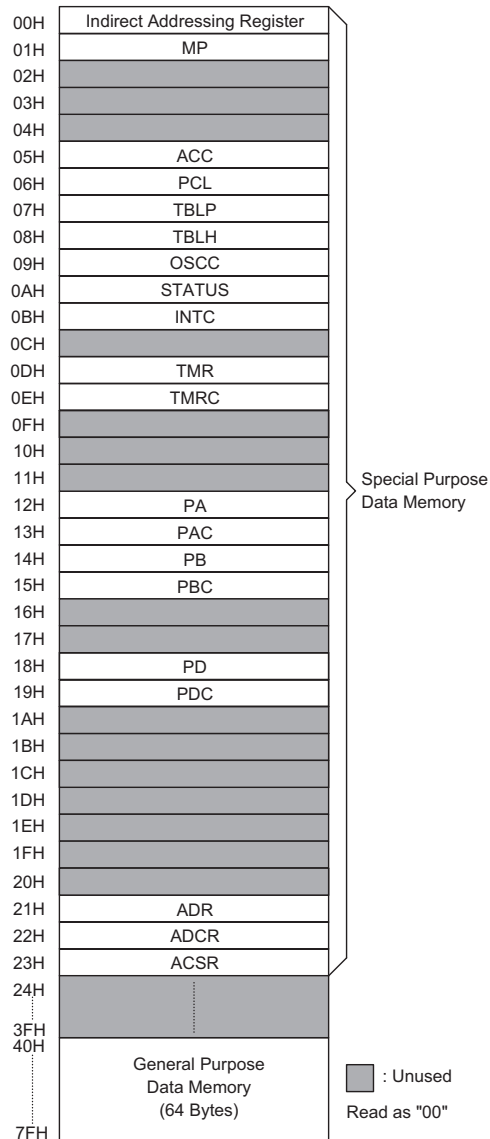 00H Indirect Addressing Register
01H MP
02H
03H
04H
05H ACC
06H PCL
07H TBLP
08H TBLH
09H OSCC
0AH STATUS
0BH INTC
0CH
0DH TMR
0EH TMRC
0FH
10H
11H
Special Purpose
Data Memory
12H PA
13H PAC
14H PB
15H PBC
16H
17H
18H PD
19H PDC
1AH
1BH
1CH
1DH
1EH
1FH
20H
21H ADR
22H ADCR
23H ACSR
24H
3FH
40H
General Purpose
Data Memory
(64 Bytes)
7FH
: Unused
Read as "00"